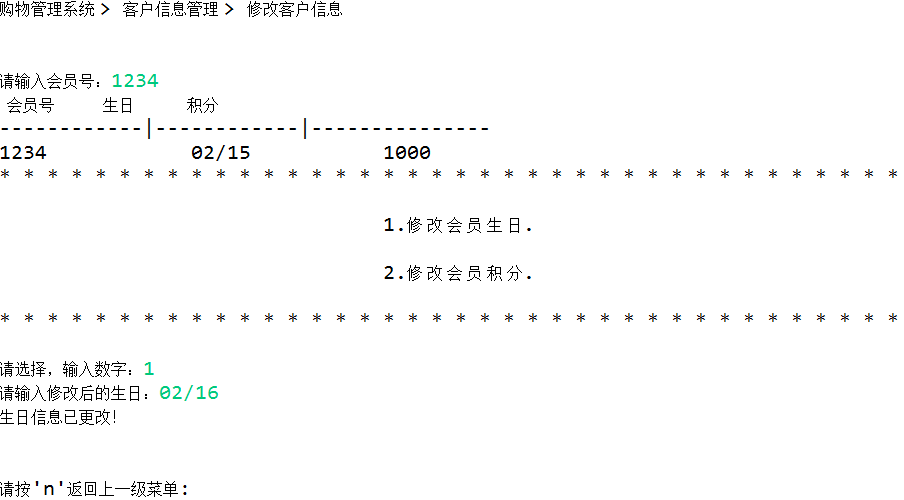 购物管理系统 > 客户信息管理 > 修改客户信息
请输入会员号：1234
会员号 生日 积分
------------|------------|---------------
1234 02/15 1000
* * * * * * * * * * * * * * * * * * * * * * * * * * * * * * * * * * * * * *
1.修改会员生日.
2.修改会员积分.
* * * * * * * * * * * * * * * * * * * * * * * * * * * * * * * * * * * * * *
请选择，输入数字：1
请输入修改后的生日：02/16
生日信息已更改！
请按'n'返回上一级菜单: